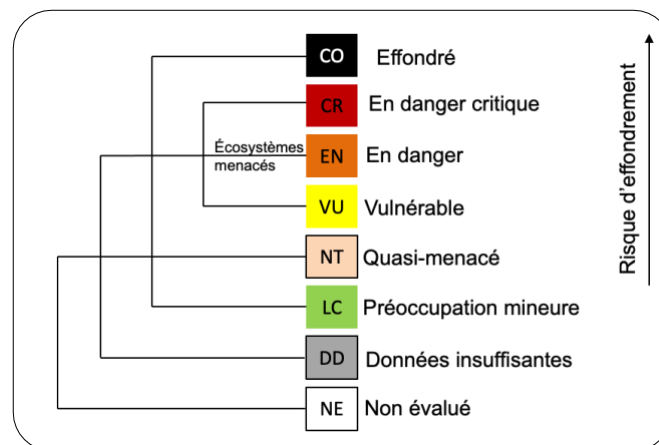 CO Effondré
CR En danger critique
Écosystèmes
menacés
EN En danger
VU Vulnérable
NT Quasi-menacé
LC Préoccupation mineure
DD Données insuffisantes
NE Non évalué
Risque d'effondrement